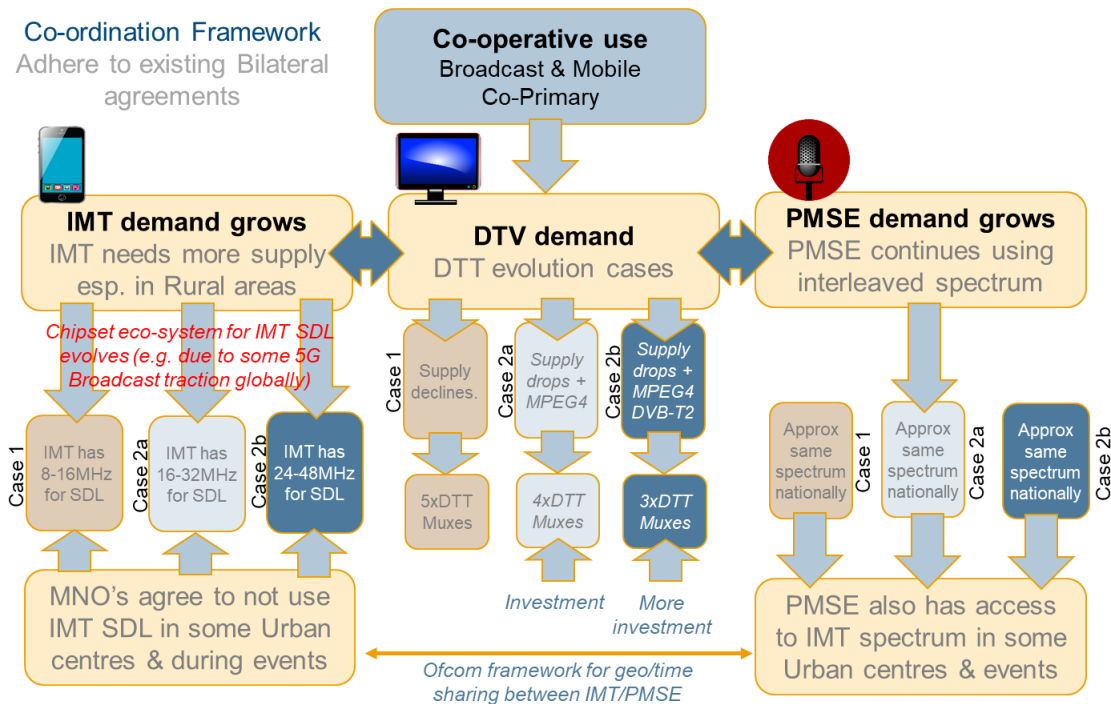 Co-ordination Framework
Adhere to existing Bilateral
agreements
Co-operative use
Broadcast & Mobile
Co-Primary
IMT demand grows
IMT needs more supply
esp. in Rural areas
DTV demand
DTT evolution cases
PMSE demand grows
PMSE continues using
interleaved spectrum
Chipset eco-system for IMT SDL
evolves (e.g. due to some 5G
Broadcast traction globally)
Case 1
Supply
declines.
Case 2a
Supply
drops +
MPEG4
Case 2b
Supply
drops +
MPEG4
DVB-T2
Case 1
IMT has
8-16MHz
for SDL
Case 2a
IMT has
16-32MHz
for SDL
Case 2b
IMT has
24-48MHz
for SDL
5xDTT
Muxes
4xDTT
Muxes
3xDTT
Muxes
Approx
same
spectrum
nationally
Case 1
Approx
same
spectrum
nationally
Case 2a
Approx
same
spectrum
nationally
Case 2b
MNO's agree to not use
IMT SDL in some Urban
centres & during events
Investment
More
investment
PMSE also has access
to IMT spectrum in some
Urban centres & events
Ofcom framework for geo/time
sharing between IMT/PMSE